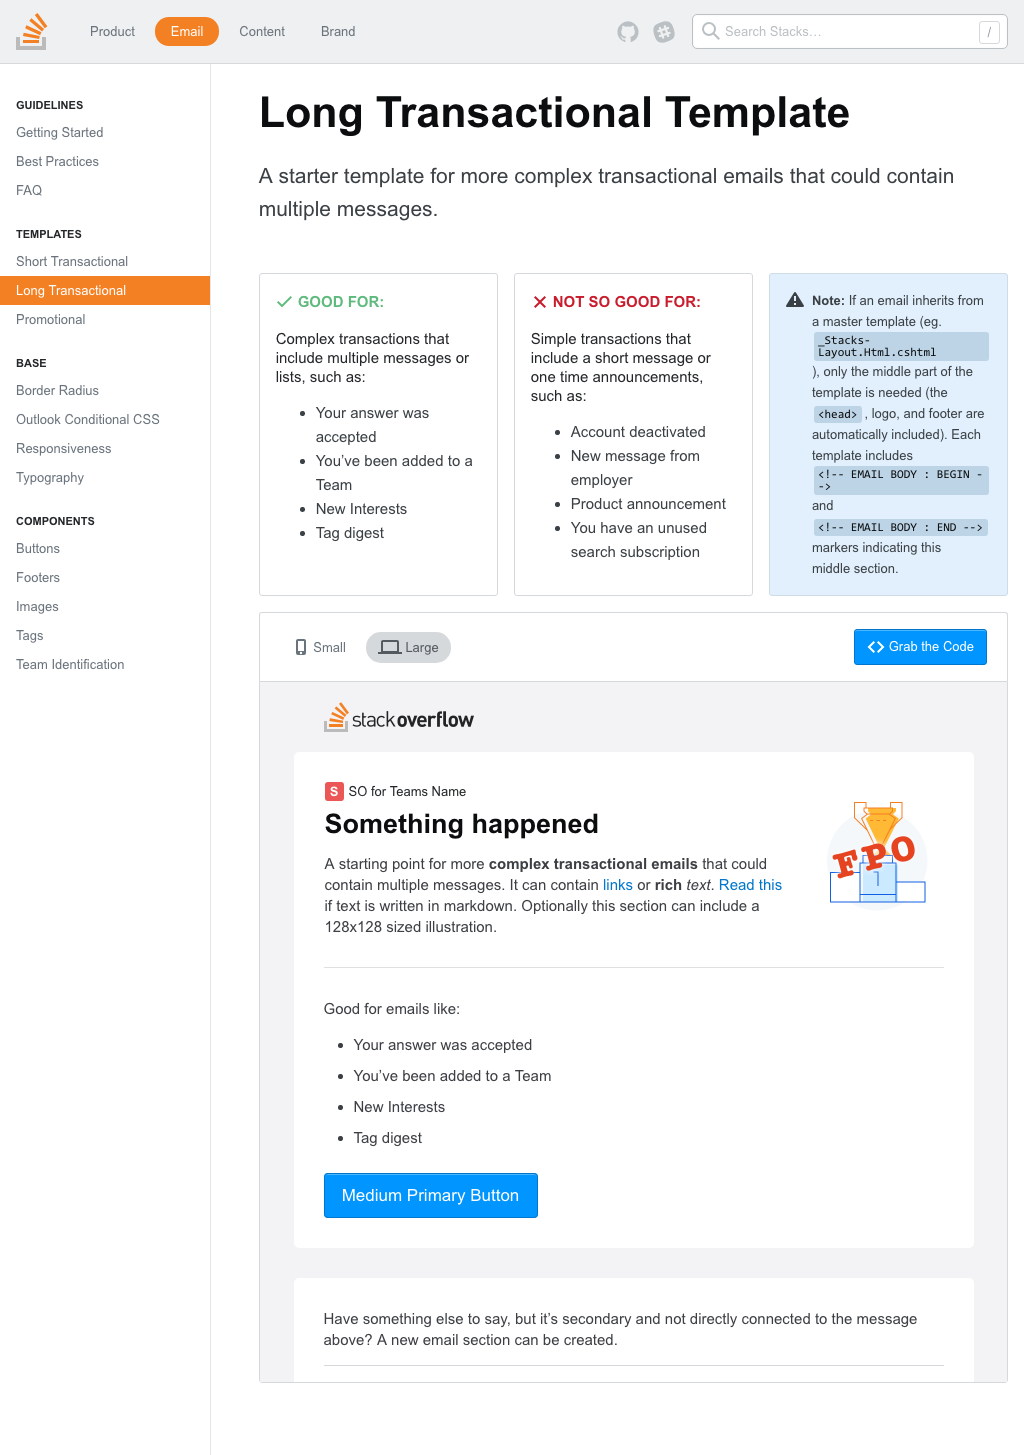 Product Email Content Brand
Search Stacks…
/
GUIDELINES
Getting Started
Best Practices
FAQ
TEMPLATES
Short Transactional
Long Transactional
Promotional
BASE
Border Radius
Outlook Conditional CSS
Responsiveness
Typography
COMPONENTS
Buttons
Footers
Images
Tags
Team Identification
Long Transactional Template
A starter template for more complex transactional emails that could contain
multiple messages.
GOOD FOR:
Complex transactions that
include multiple messages or
lists, such as:
Your answer was
accepted
You’ve been added to a
Team
New Interests
Tag digest
NOT SO GOOD FOR:
Simple transactions that
include a short message or
one time announcements,
such as:
Account deactivated
New message from
employer
Product announcement
You have an unused
search subscription
Note: If an email inherits from
a master template (eg.
_Stacks-
Layout.Html.cshtml
), only the middle part of the
template is needed (the
<head> , logo, and footer are
automatically included). Each
template includes
<!-- EMAIL BODY : BEGIN -
->
and
<!-- EMAIL BODY : END -->
markers indicating this
middle section.
Small
Large
Grab the Code
stackoverflow
S SO for Teams Name
Something happened
A starting point for more complex transactional emails that could
contain multiple messages. It can contain links or rich text. Read this
if text is written in markdown. Optionally this section can include a
128x128 sized illustration.
FPO
1
Good for emails like:
Your answer was accepted
You’ve been added to a Team
New Interests
Tag digest
Medium Primary Button
Have something else to say, but it’s secondary and not directly connected to the message
above? A new email section can be created.